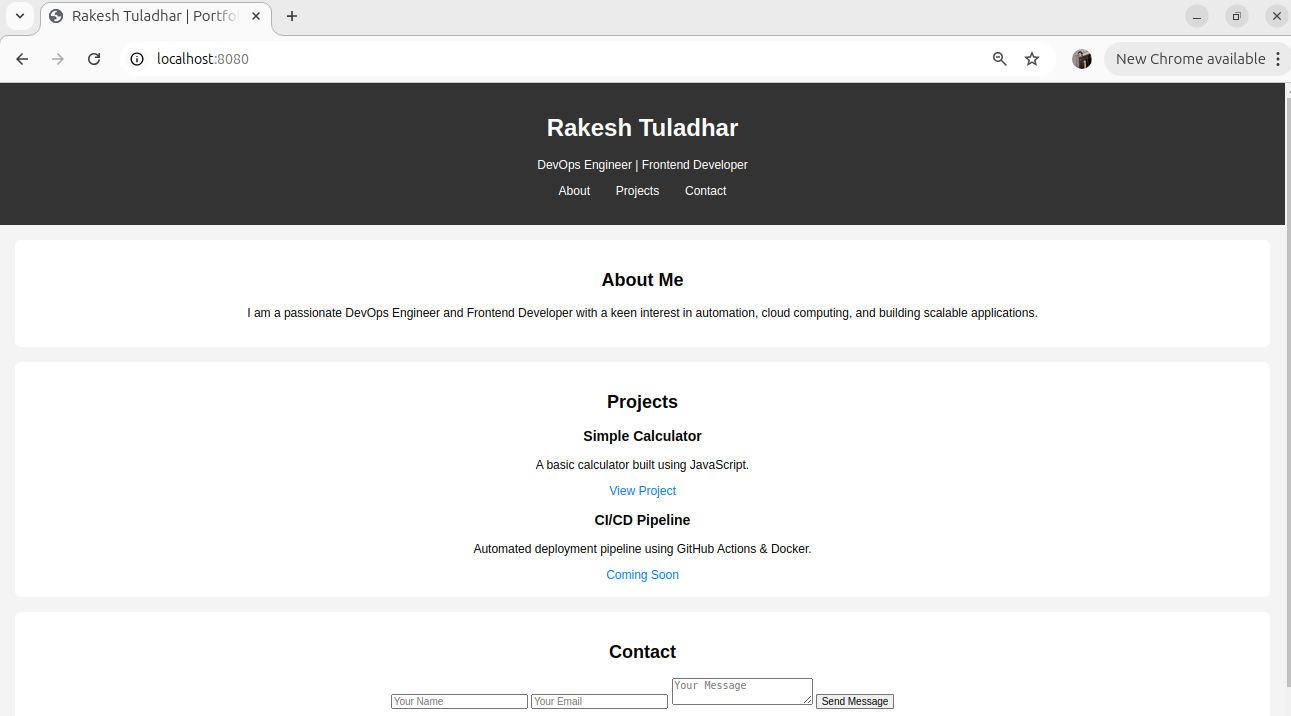 Rakesh Tuladhar | Portfo
localhost:8080
New Chrome available
Rakesh Tuladhar
DevOps Engineer | Frontend Developer
About Projects Contact
About Me
I am a passionate DevOps Engineer and Frontend Developer with a keen interest in automation, cloud computing, and building scalable applications.
Projects
Simple Calculator
A basic calculator built using JavaScript.
View Project
CI/CD Pipeline
Automated deployment pipeline using GitHub Actions & Docker.
Coming Soon
Contact
Your Name Your Email Your Message Send Message